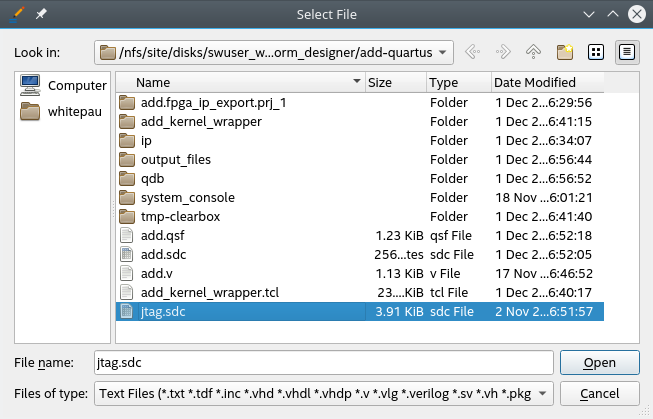 Select File
Look in: /nfs/site/disks/swuser_w...orm_designer/add-quartus
Computer
whitepau
Name Size Type Date Modified
add.fpga_ip_export.prj_1 Folder 1 Dec 2...6:29:56
add_kernel_wrapper Folder 1 Dec 2...6:41:15
ip Folder 1 Dec 2...6:34:07
output_files Folder 1 Dec 2...6:56:44
qdb Folder 1 Dec 2...6:56:52
system_console Folder 18 Nov ...6:01:21
tmp-clearbox Folder 1 Dec 2...6:41:40
add.qsf 1.23 KiB qsf File 1 Dec 2...6:52:18
add.sdc 256...tes sdc File 1 Dec 2...6:52:05
add.v 1.13 KiB v File 17 Nov ...6:46:52
add_kernel_wrapper.tcl 23....KiB tcl File 1 Dec 2...6:40:17
jtag.sdc 3.91 KiB sdc File 2 Nov 2...6:51:57
File name: jtag.sdc Open
Files of type: Text Files (*.txt *.tdf *.inc *.vhd *.vhdl *.vhdp *.v *.vlg *.verilog *.sv *.vh *.pkg Cancel